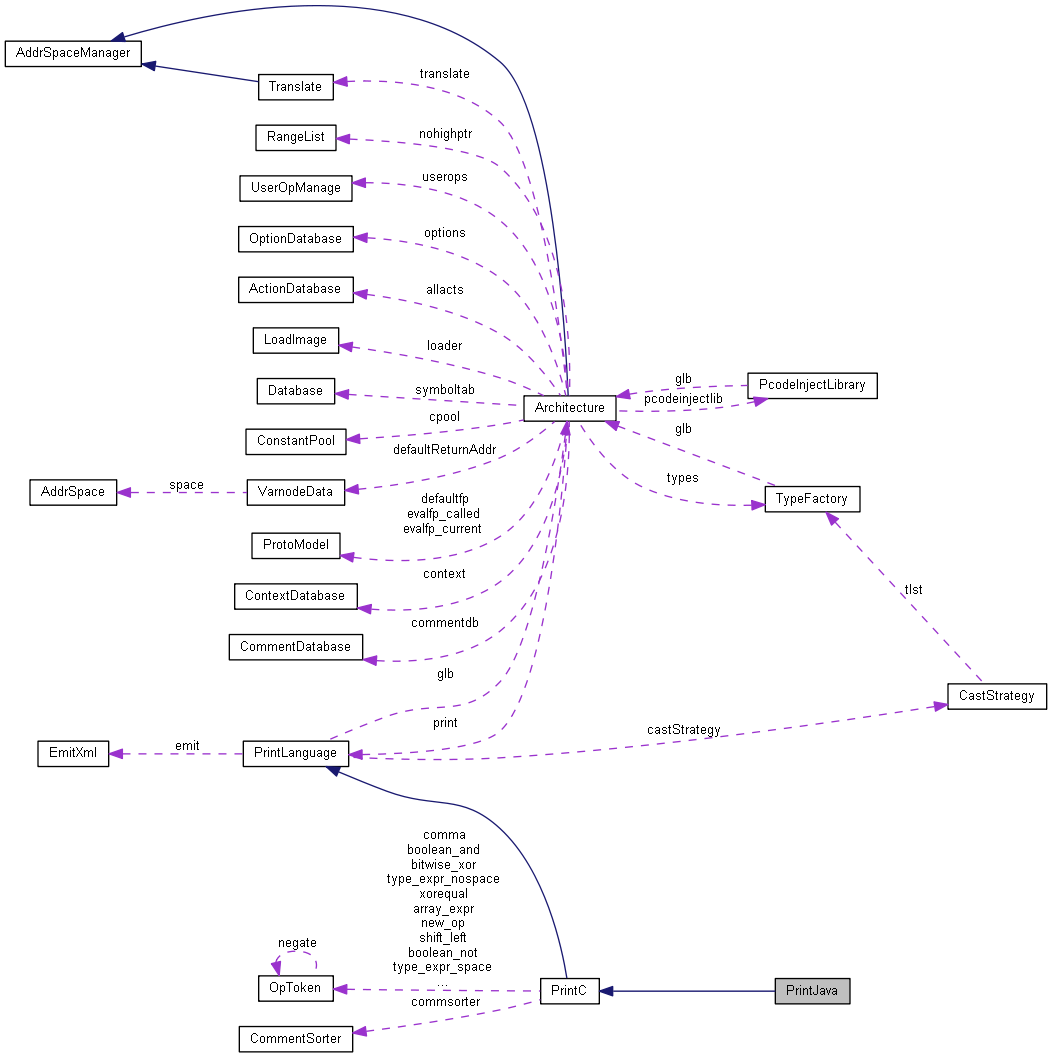 AddrSpaceManager
translate
Translate
nohighptr
RangeList
userops
UserOpManage
options
OptionDatabase
allacts
ActionDatabase
loader
LoadImage
symboltab
Database
cpool
ConstantPool
Architecture
glb
pcodeinjectlib
PcodeInjectLibrary
glb
defaultReturnAddr
types
TypeFactory
AddrSpace
space
VarnodeData
defaultfp
evalfp_called
evalfp_current
ProtoModel
context
ContextDatabase
tlst
commentdb
CommentDatabase
glb
CastStrategy
print
castStrategy
EmitXml
emit
PrintLanguage
comma
boolean_and
bitwise_xor
type_expr_nospace
xorequal
array_expr
new_op
shift_left
boolean_not
type_expr_space
...
negate
OpToken
PrintC
PrintJava
commsorter
CommentSorter